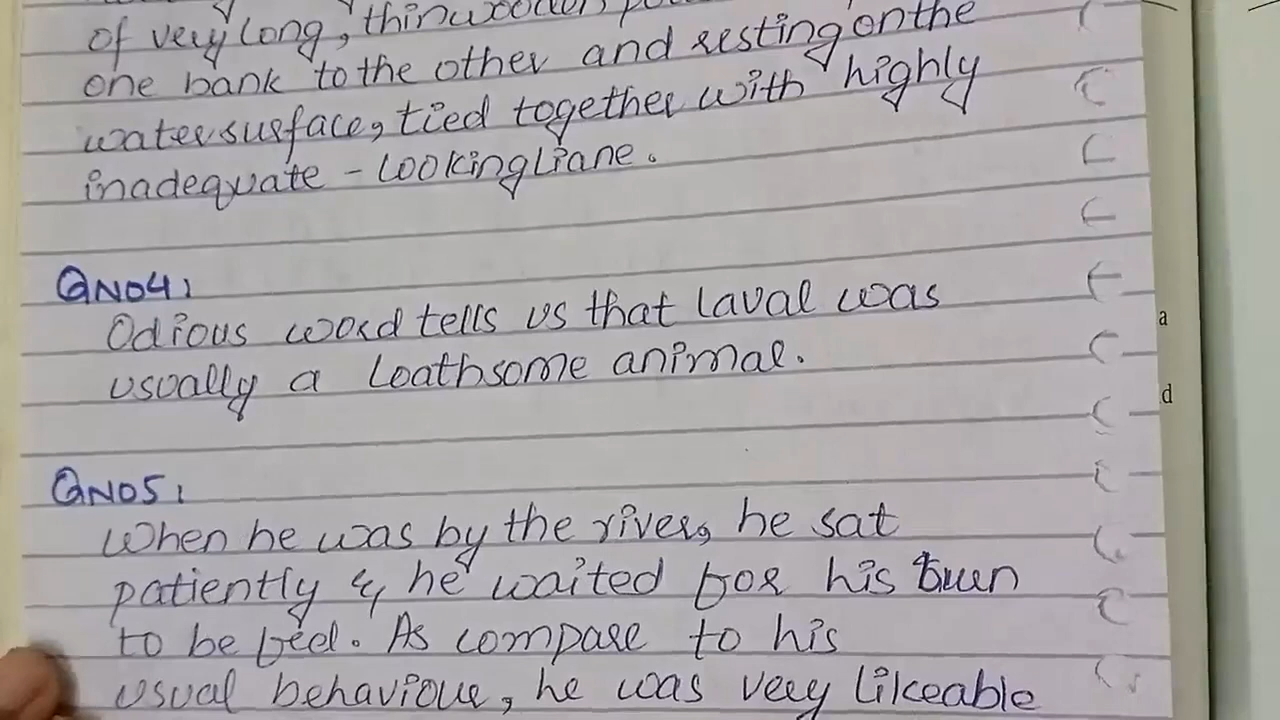 of very long, thin wooden
one bank to the other and resting on the
water surface, tied together with highly
inadequate - looking liane.
QNO4:
Odious word tells us that laval was
usually a loathsome animal.
QNO5:
When he was by the river, he sat
patiently & he waited for his turn
to be feed. As compare to his
usual behaviour, he was very likeable
a
d